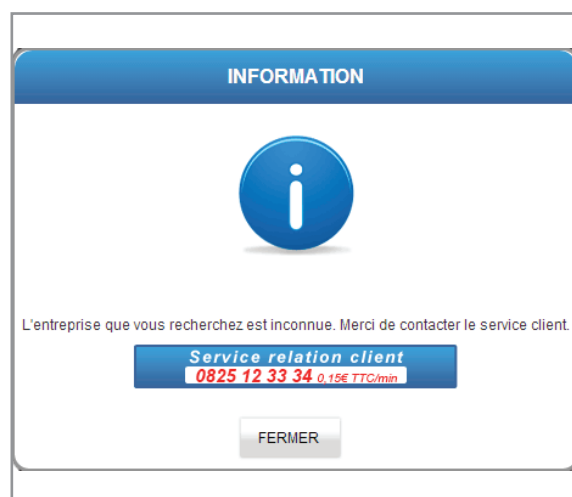 INFORMATION
L'entreprise que vous recherchez est inconnue. Merci de contacter le service client.
Service relation client
0825 12 33 34 0,15€ TTC/min
FERMER